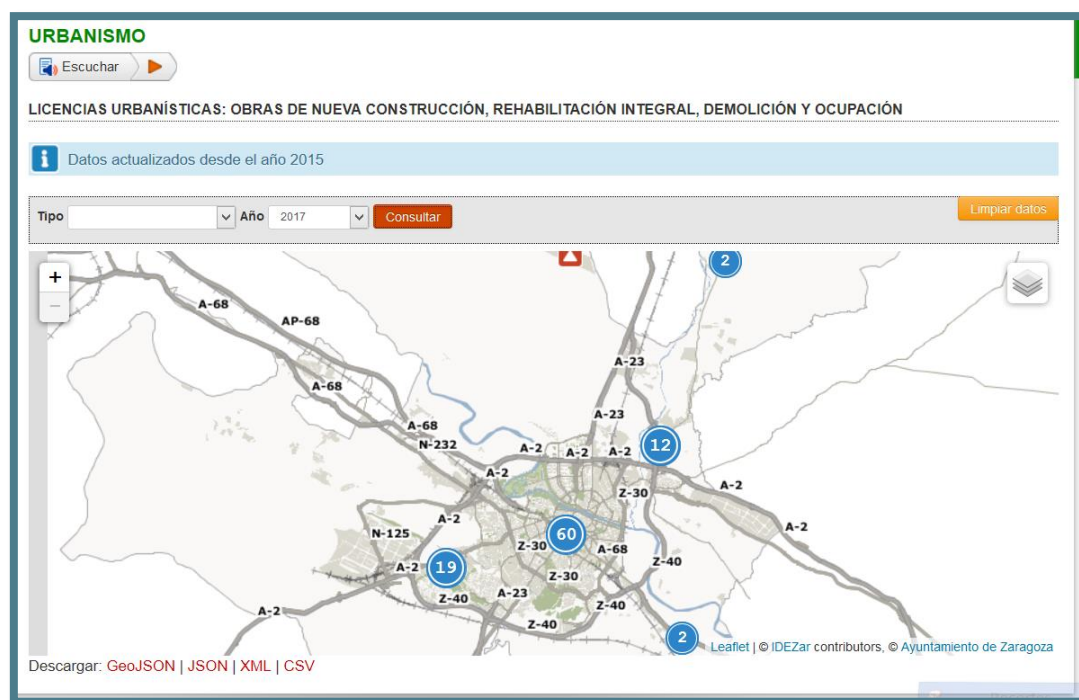 URBANISMO
Escuchar
LICENCIAS URBANÍSTICAS: OBRAS DE NUEVA CONSTRUCCIÓN, REHABILITACIÓN INTEGRAL, DEMOLICIÓN Y OCUPACIÓN
i Datos actualizados desde el año 2015
Tipo Año 2017 Consultar Limpiar datos
+
−
2
A-68
AP-68
A-23
A-68
A-23
A-68
N-232
A-2
A-2
A-2
12
A-2
Z-30
A-2
A-2
A-2
N-125
Z-30
60
A-68
A-2
19
Z-40
Z-30
Z-40
A-23
Z-40
A-2
Z-40
2
Leaflet | © IDEZar contributors, © Ayuntamiento de Zaragoza
Descargar: GeoJSON | JSON | XML | CSV